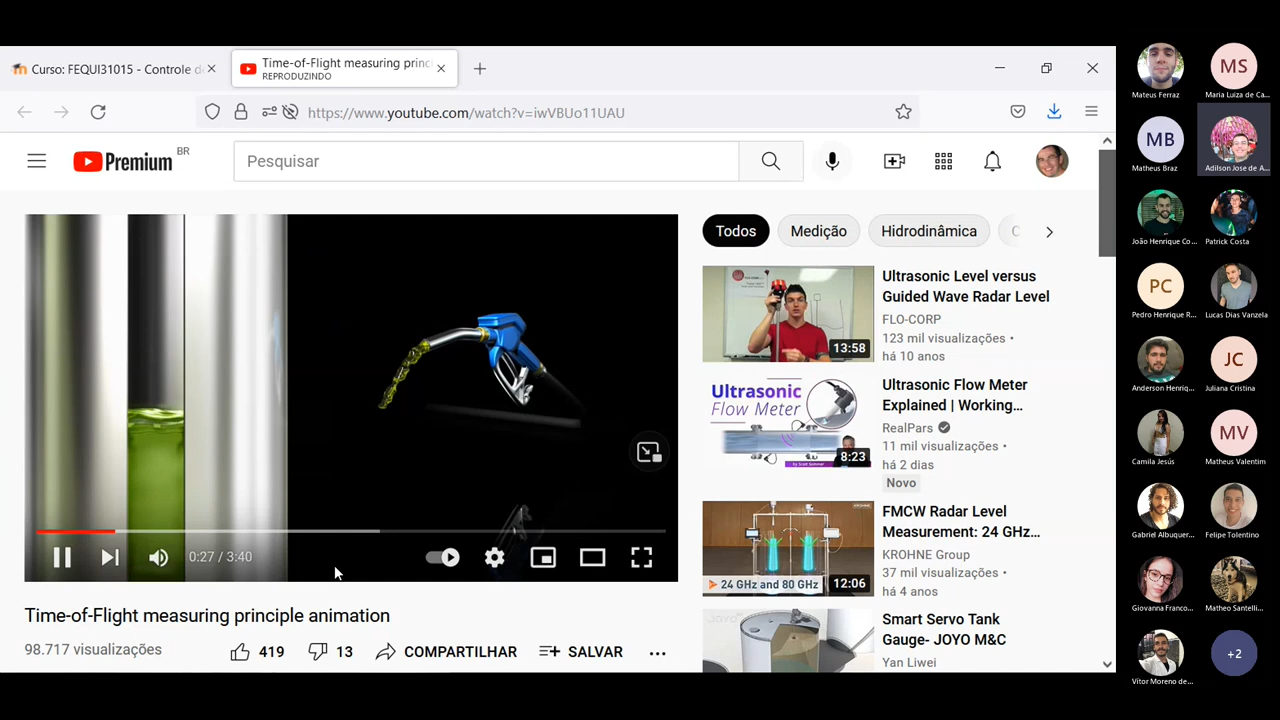 Curso: FEQUI31015 - Controle de
Time-of-Flight measuring princ
REPRODUZINDO
https://www.youtube.com/watch?v=iwVBUo11UAU
Premium BR
Pesquisar
Todos
Medição
Hidrodinâmica
C
Ultrasonic Level versus
Guided Wave Radar Level
FLO-CORP
123 mil visualizações •
há 10 anos
13:58
Ultrasonic
Flow Meter
8:23
Ultrasonic Flow Meter
Explained | Working...
RealPars
11 mil visualizações •
há 2 dias
Novo
KROHNE
24 GHz and 80 GHz
12:06
FMCW Radar Level
Measurement: 24 GHz...
KROHNE Group
37 mil visualizações •
há 4 anos
Smart Servo Tank
Gauge- JOYO M&C
Yan Liwei
0:27 / 3:40
Time-of-Flight measuring principle animation
98.717 visualizações
419
13
COMPARTILHAR
SALVAR
Mateus Ferraz
MS
Maria Luiza de Ca...
MB
Matheus Braz
Adilson Jose de A...
João Henrique Co...
Patrick Costa
PC
Pedro Henrique R...
Lucas Dias Vanzela
Anderson Henriq...
JC
Juliana Cristina
Camila Jesús
MV
Matheus Valentim
Gabriel Albuquer...
Felipe Tolentino
Giovanna Franco...
Matheo Santelli...
Vítor Moreno de...
+2